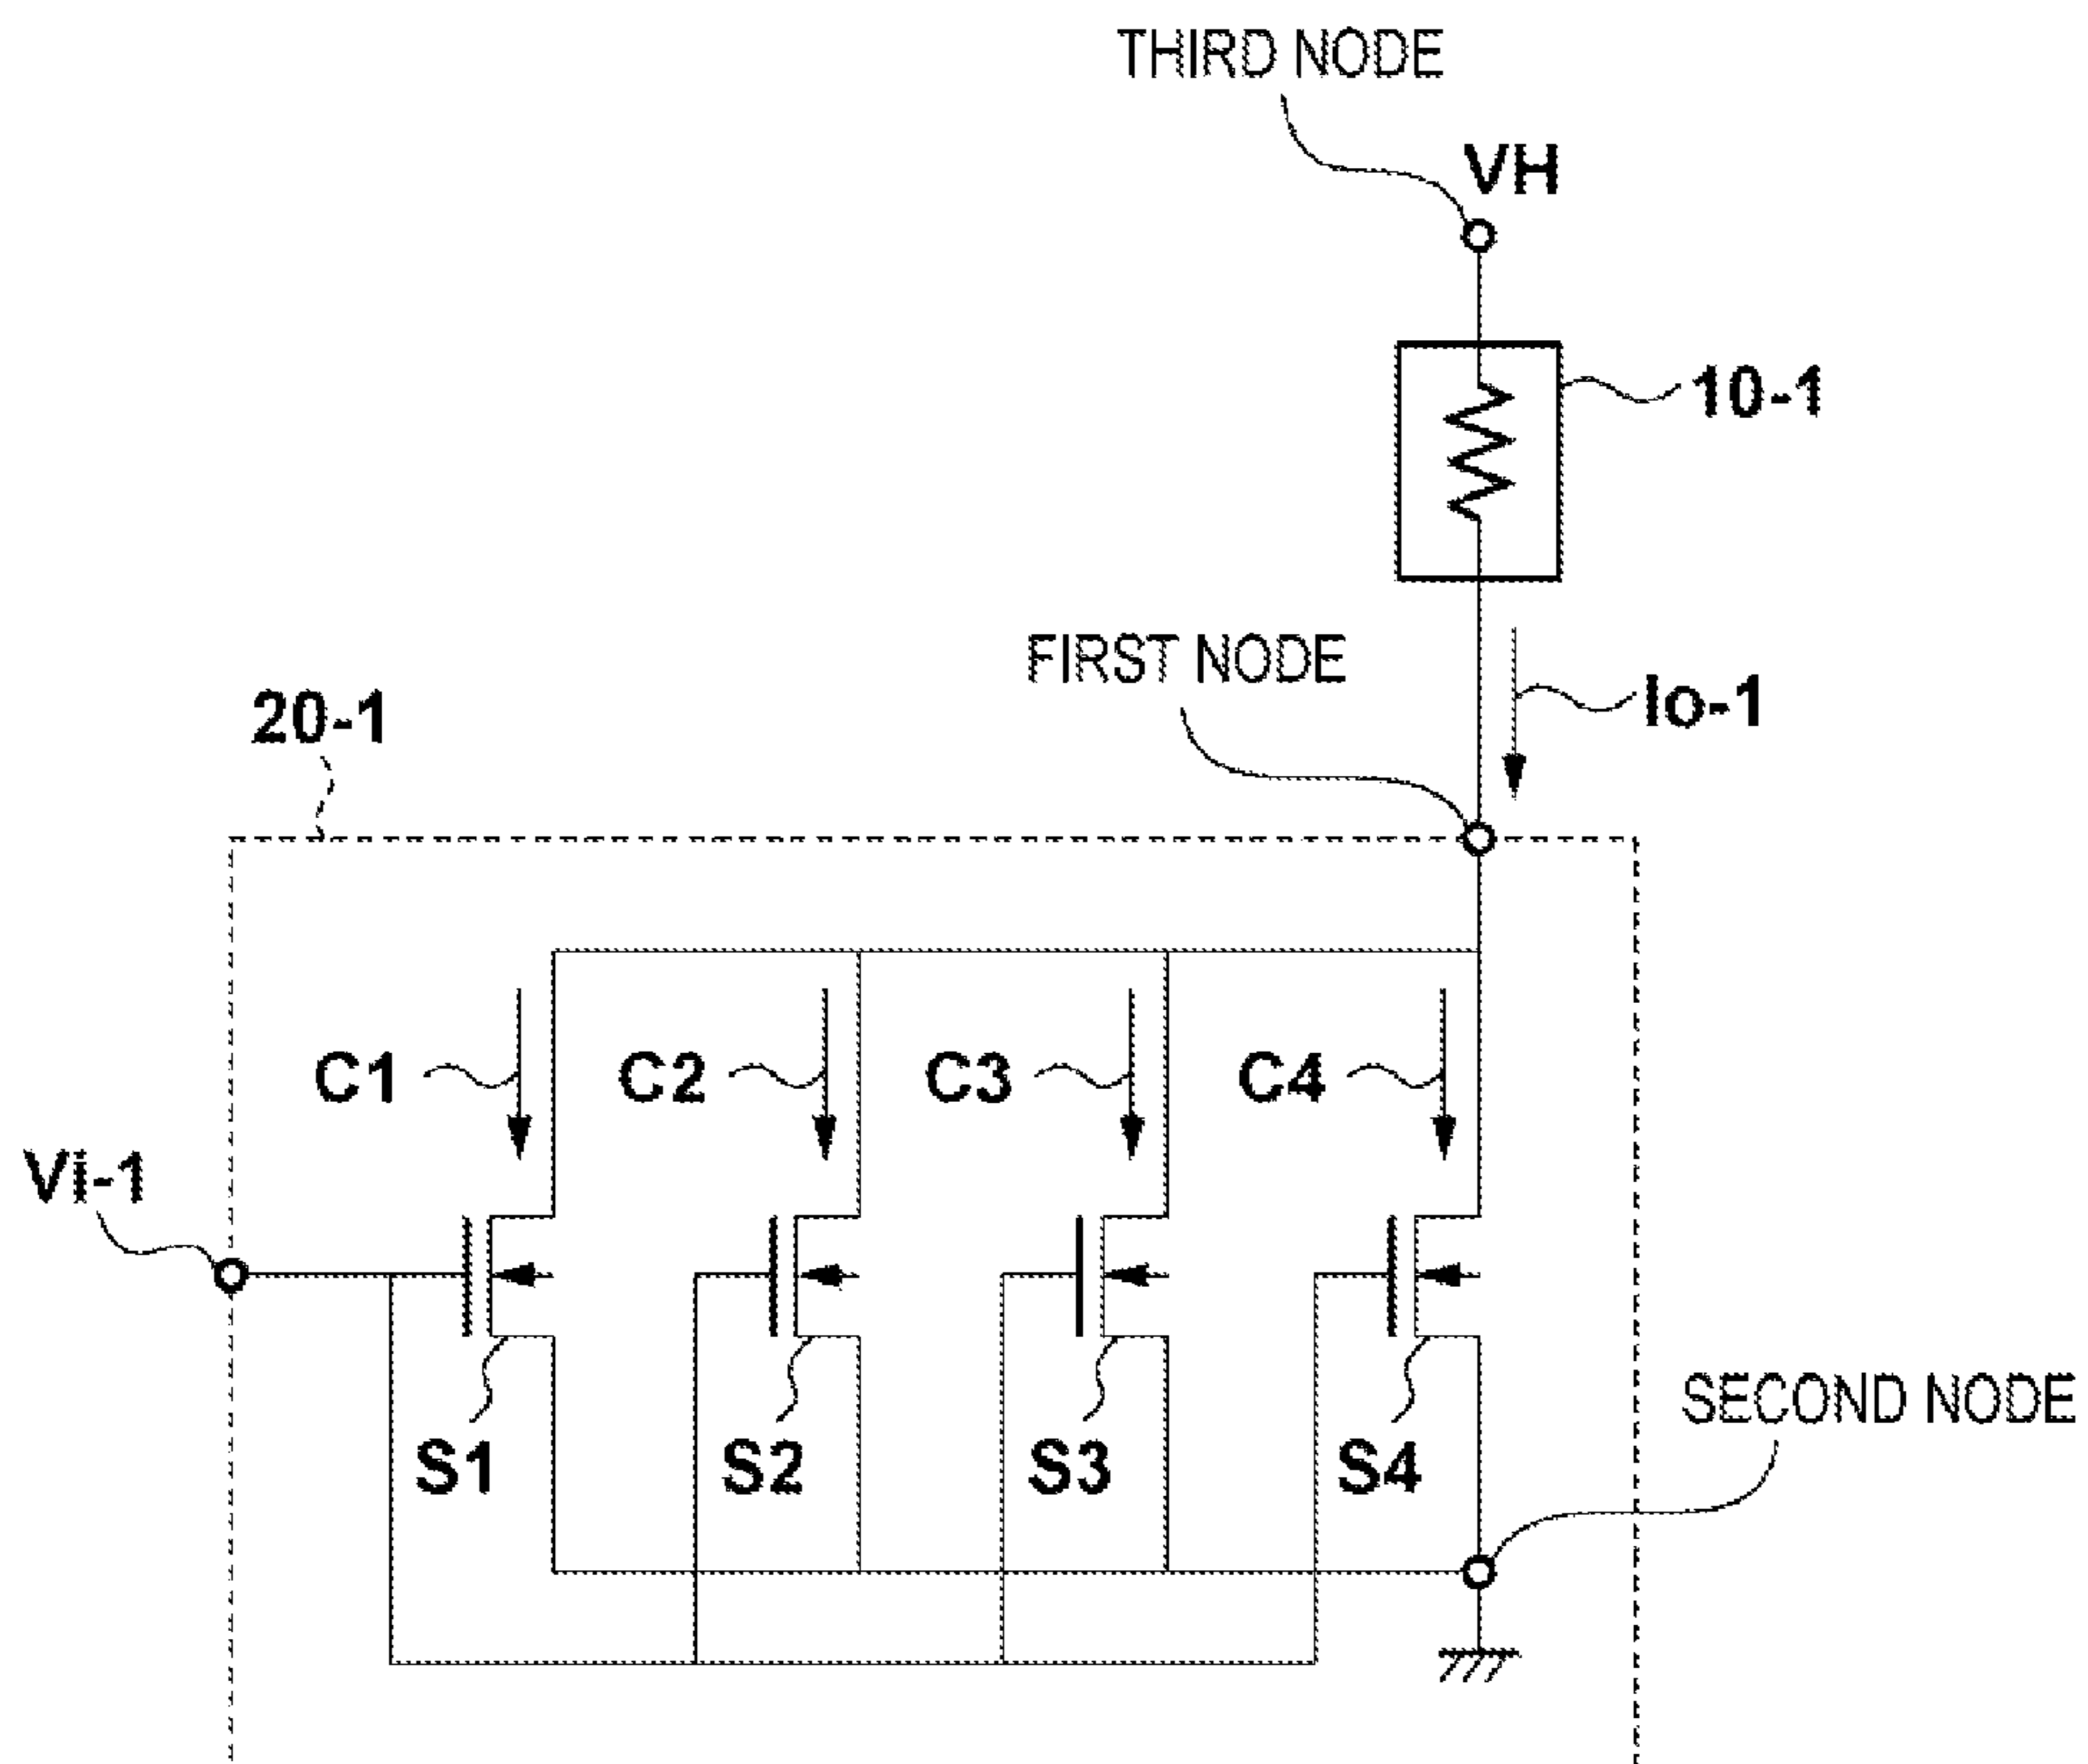 THIRD NODE
VH
10-1
FIRST NODE
Io-1
20-1
C1 C2 C3 C4
Vi-1
SECOND NODE
S1 S2 S3 S4